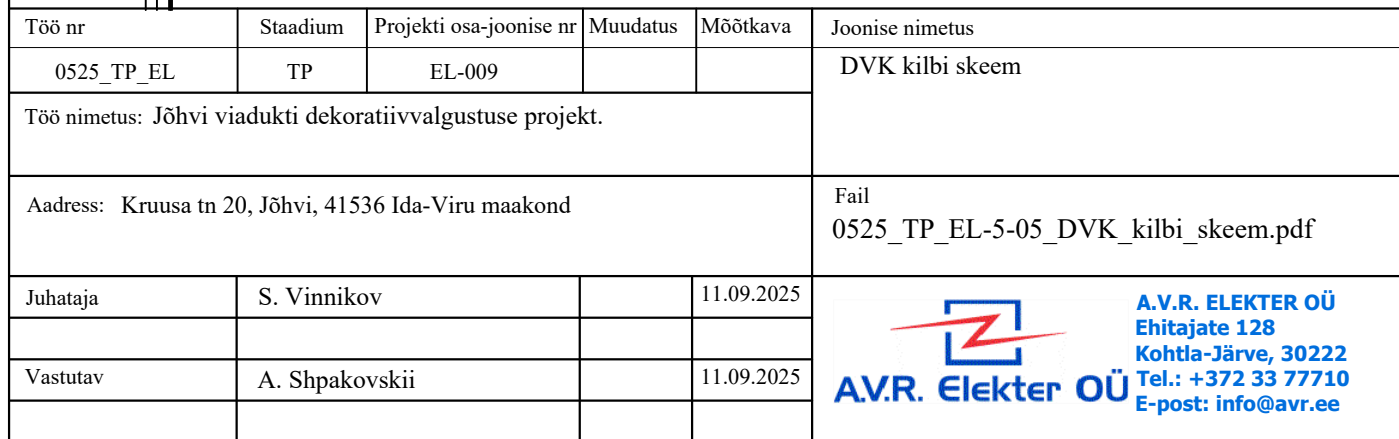 Töö nr Staadium Projekti osa-joonise nr Muudatus Mõõtkava Joonise nimetus
0525_TP_EL TP EL-009 DVK kilbi skeem
Töö nimetus: Jõhvi viadukti dekoratiivvalgustuse projekt.
Aadress: Kruusa tn 20, Jõhvi, 41536 Ida-Viru maakond
Fail
0525_TP_EL-5-05_DVK_kilbi_skeem.pdf
Juhataja S. Vinnikov 11.09.2025
Vastutav A. Shpakovskii 11.09.2025
A.V.R. Elekter OÜ
A.V.R. ELEKTER OÜ
Ehitajate 128
Kohtla-Järve, 30222
Tel.: +372 33 77710
E-post: info@avr.ee